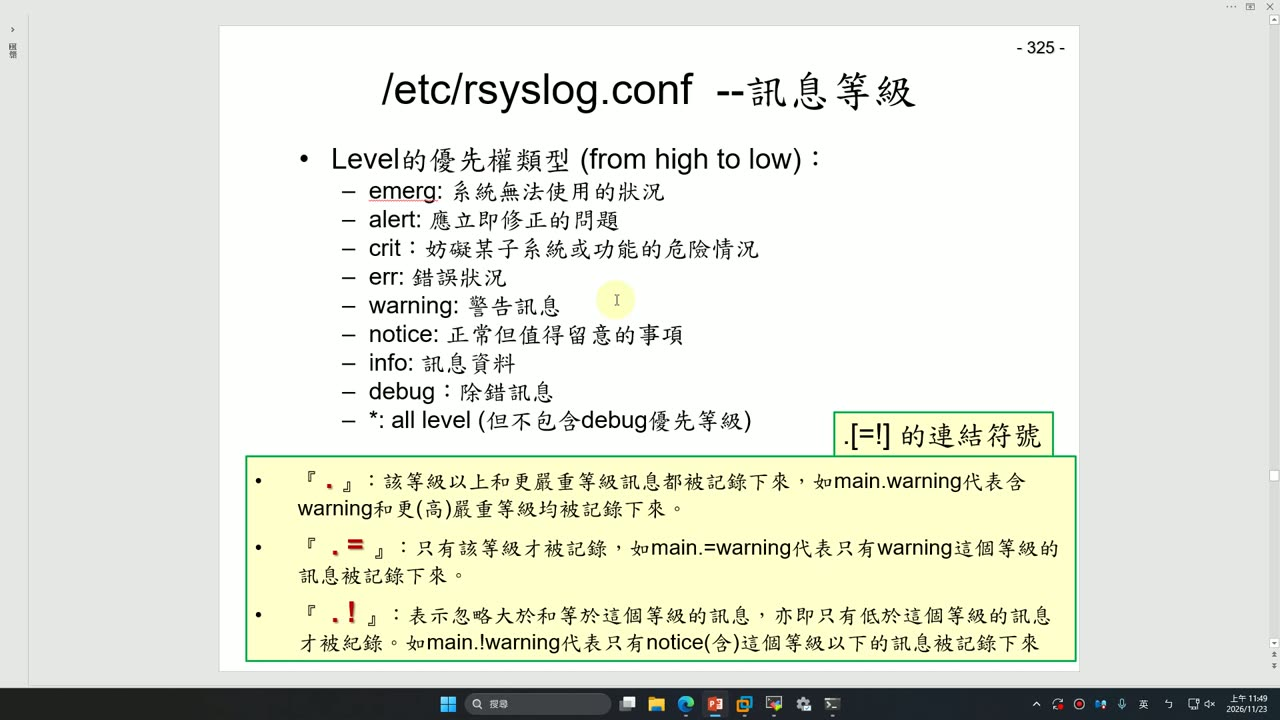 - 325 -
/etc/rsyslog.conf --訊息等級
• Level的優先權類型 (from high to low)：
– emerg: 系統無法使用的狀況
– alert: 應立即修正的問題
– crit：妨礙某子系統或功能的危險情況
– err: 錯誤狀況
– warning: 警告訊息
– notice: 正常但值得留意的事項
– info: 訊息資料
– debug：除錯訊息
– *: all level (但不包含debug優先等級)
.[=!] 的連結符號
• 『 . 』：該等級以上和更嚴重等級訊息都被記錄下來，如main.warning代表含
warning和更(高)嚴重等級均被記錄下來。
• 『 .= 』：只有該等級才被記錄，如main.=warning代表只有warning這個等級的
訊息被記錄下來。
• 『 .! 』：表示忽略大於和等於這個等級的訊息，亦即只有低於這個等級的訊息
才被紀錄。如main.!warning代表只有notice(含)這個等級以下的訊息被記錄下來
搜尋
英
ㄅ
上午 11:49
2026/11/23